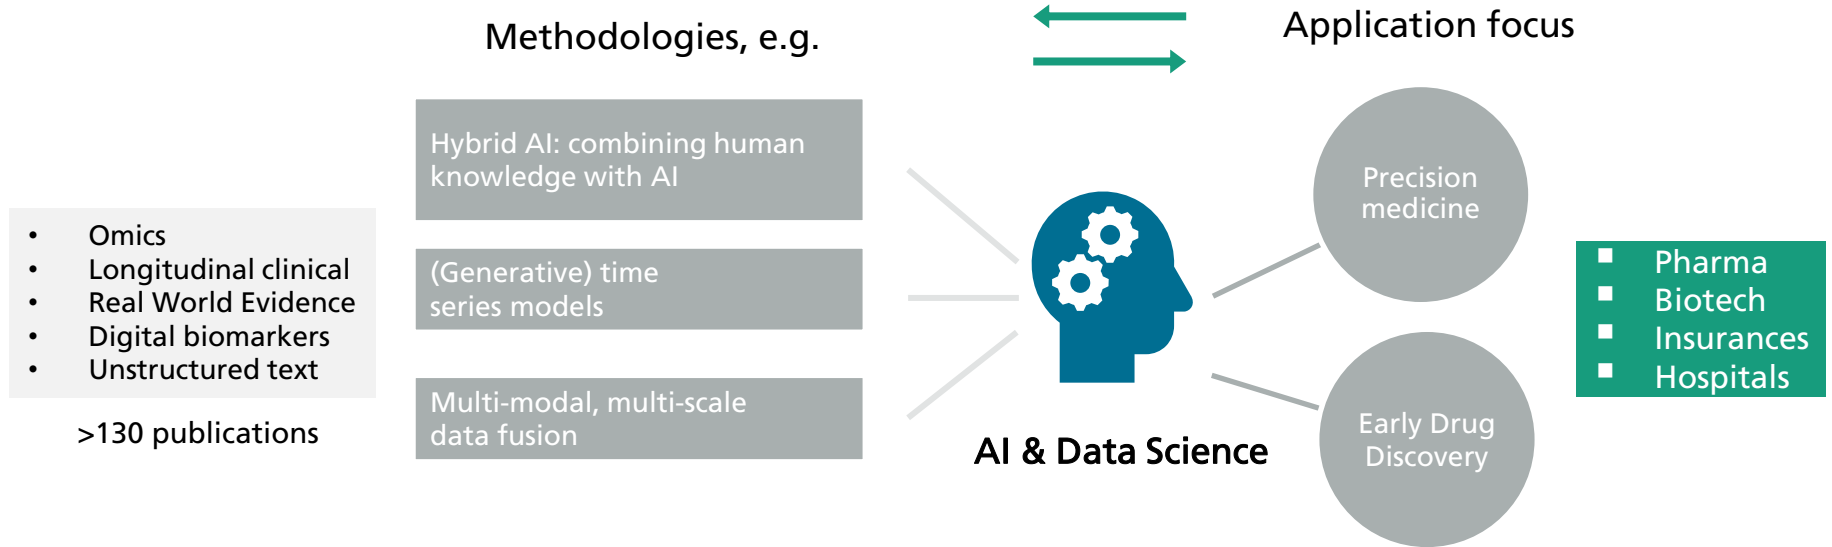 Methodologies, e.g.
Application focus
• Omics
• Longitudinal clinical
• Real World Evidence
• Digital biomarkers
• Unstructured text
>130 publications
Hybrid AI: combining human
knowledge with AI
(Generative) time
series models
Multi-modal, multi-scale
data fusion
AI & Data Science
Precision
medicine
Early Drug
Discovery
▪ Pharma
▪ Biotech
▪ Insurances
▪ Hospitals